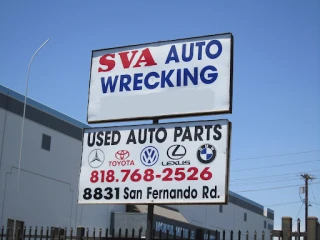 SVA AUTO
WRECKING
USED AUTO PARTS
TOYOTA LEXUS
818.768-2526
8831 San Fernando Rd.